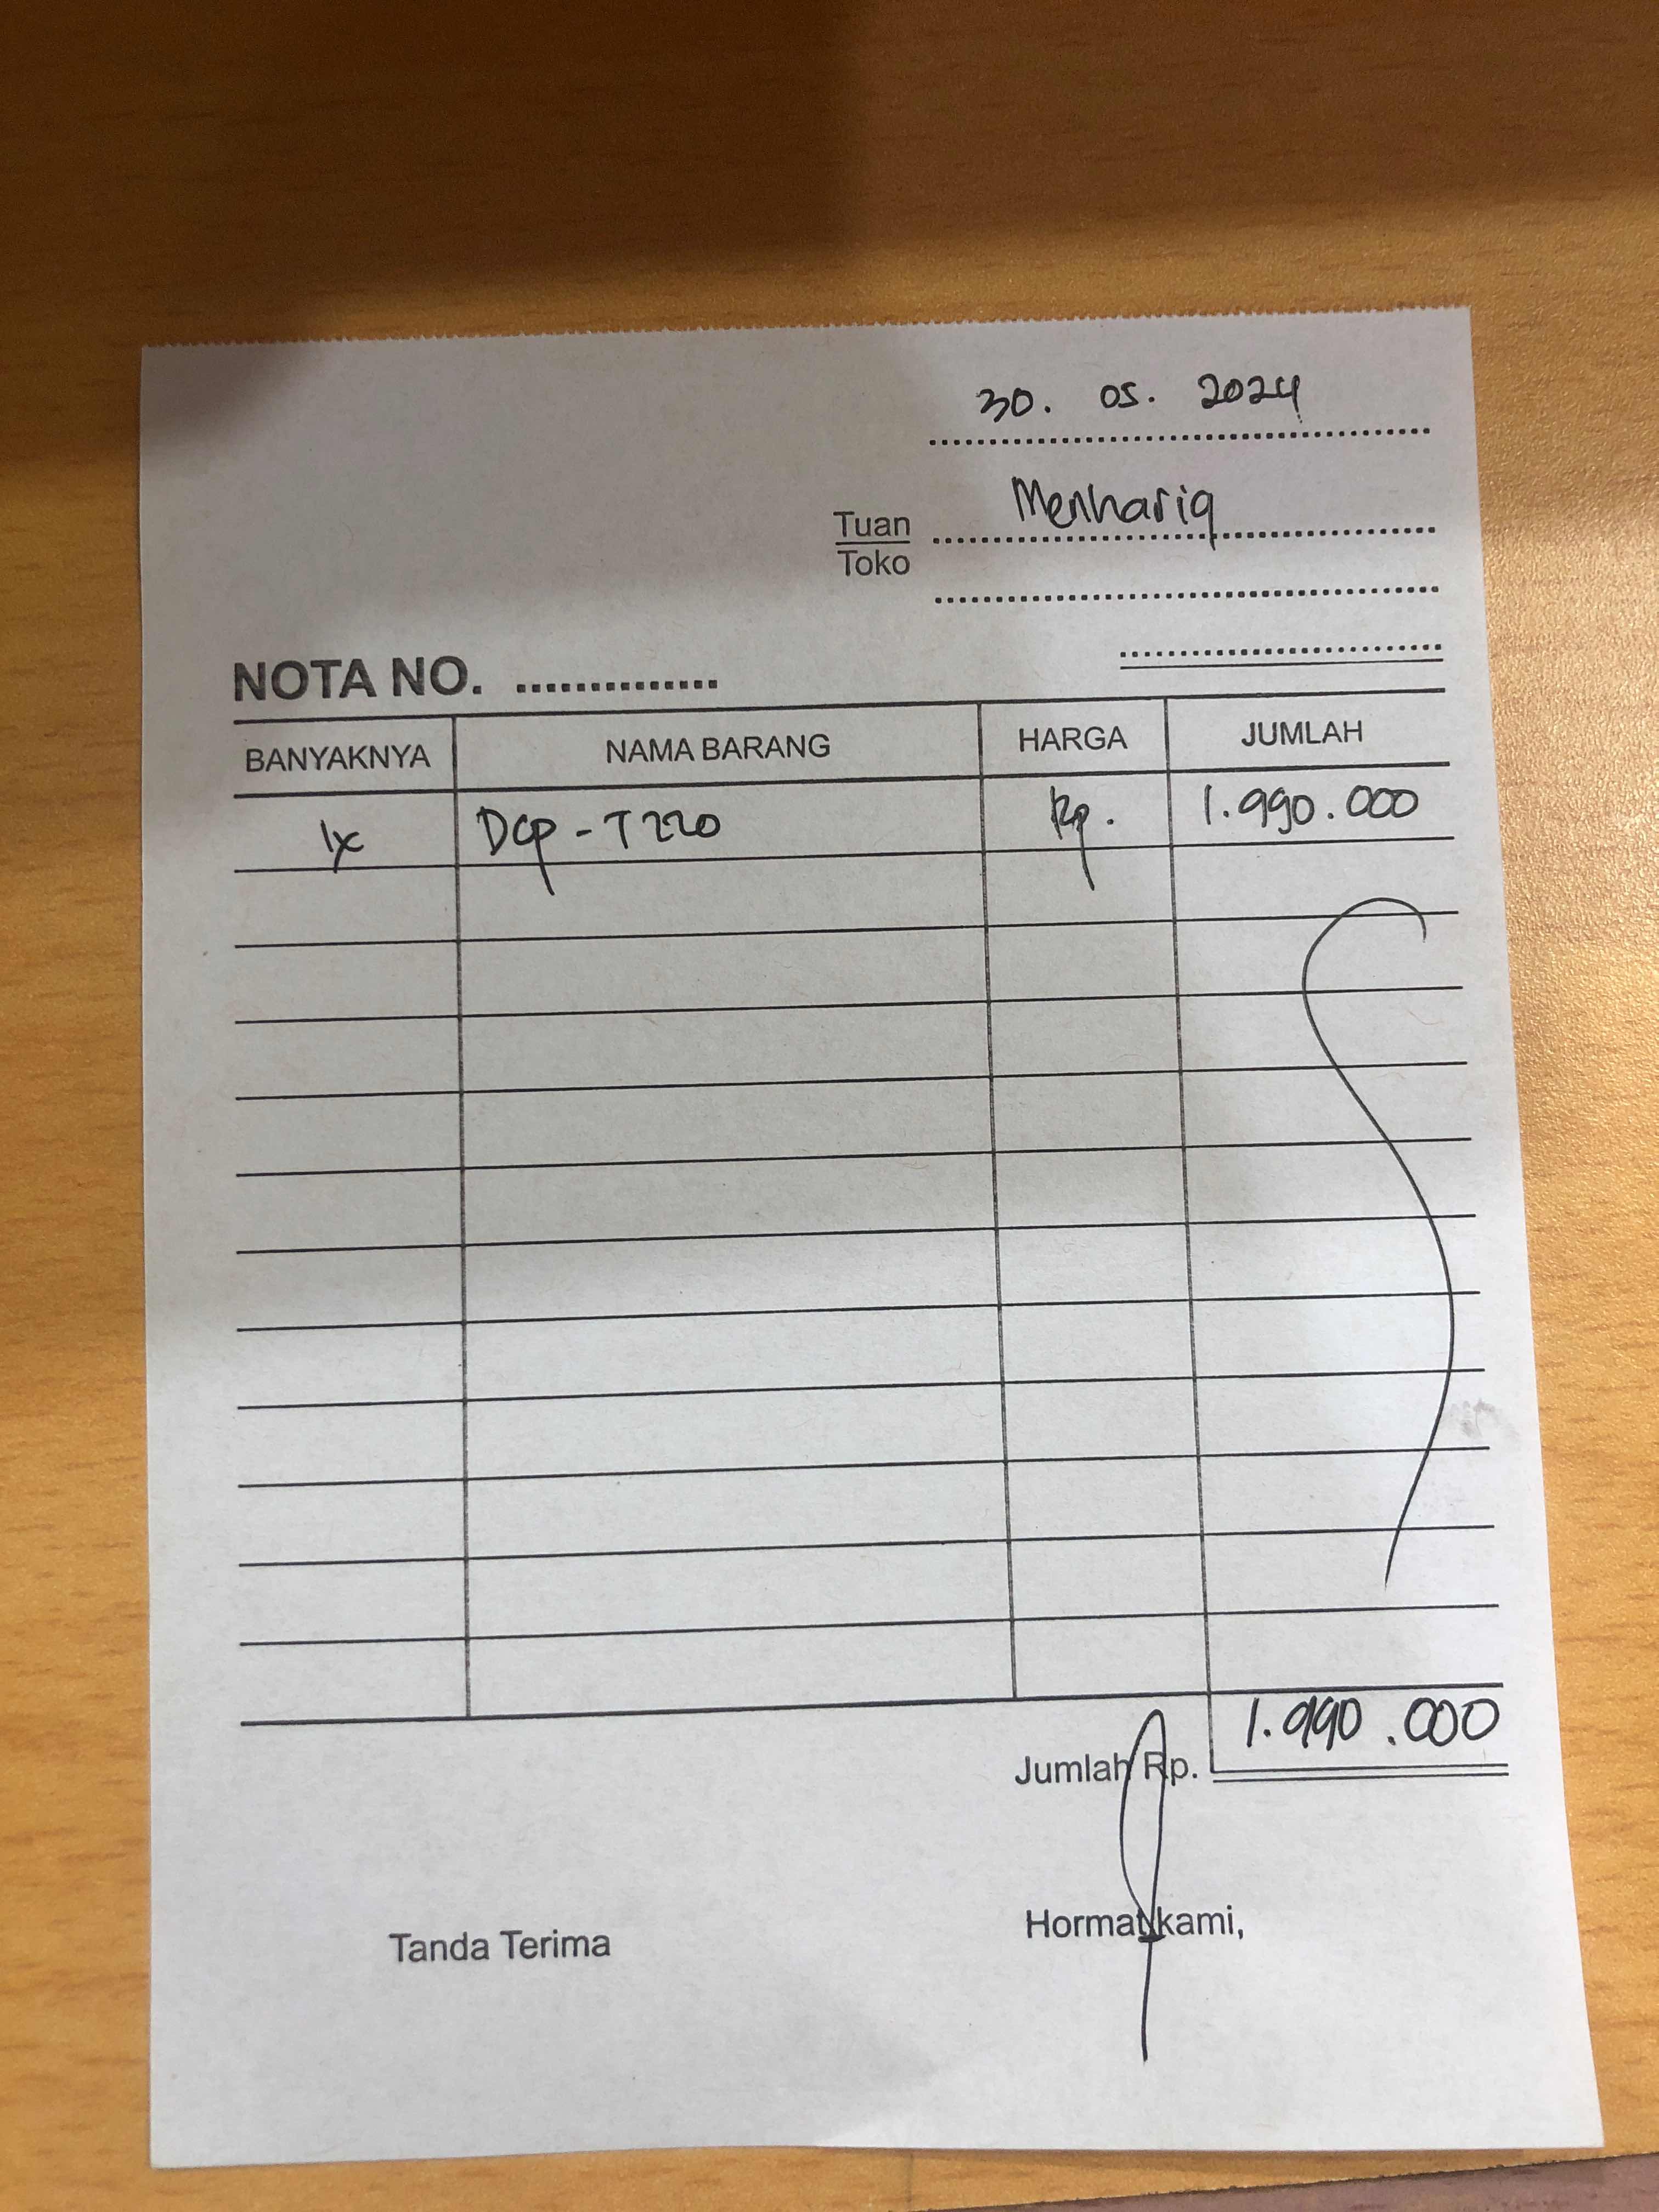 30. 05. 2024
Tuan Menhariq
Toko
NOTA NO. ..............
BANYAKNYA NAMA BARANG HARGA JUMLAH
1x Dcp - T220 Rp. 1.990.000
Jumlah Rp. 1.990.000
Tanda Terima Hormat kami,